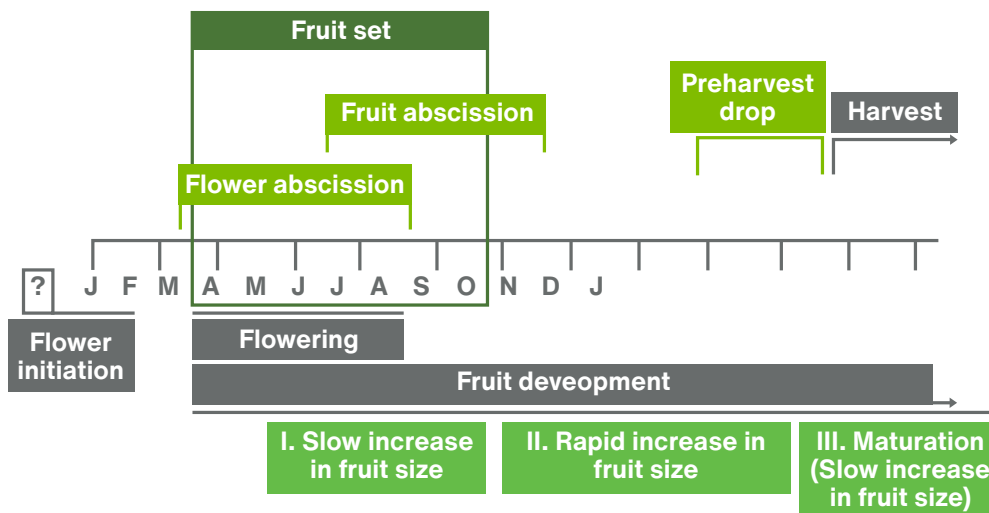 Fruit set
Preharvest
drop
Harvest
Fruit abscission
Flower abscission
? J F M A M J J A S O N D J
Flower
initiation
Flowering
Fruit deveopment
I. Slow increase
in fruit size
II. Rapid increase in
fruit size
III. Maturation
(Slow increase
in fruit size)